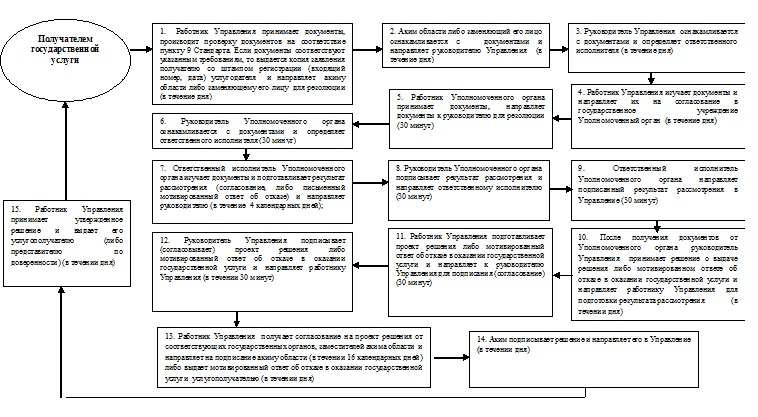 Получателем
государственной
услуги
1. Работник Управления принимает документы,
производит проверку документов на соответствие
пункту 9 Стандарта. Если документы соответствуют
указанным требованиям, то выдается копия заявления
получателю со штампом регистрации (входящий
номер, дата) услугодателя и направляет акиму
области либо заменяющему его лицу для резолюции
(в течение дня)
2. Аким области либо заменяющий его лицо
ознакамливается с документами и
направляет руководителю Управления (в
течение дня)
3. Руководитель Управления ознакамливается
с документами и определяет ответственного
исполнителя (в течение дня)
4. Работник Управления изучает документы и
направляет их на согласование в
государственное учреждение
Уполномоченный орган (в течение дня)
5. Работник Уполномоченного органа
принимает документы, направляет
документы к руководителю для резолюции
(30 минут)
6. Руководитель Уполномоченного органа
ознакамливается с документами и определяет
ответственного исполнителя (30 минут)
7. Ответственный исполнитель Уполномоченного
органа изучает документы и подготавливает результат
рассмотрения (согласование, либо письменный
мотивированный ответ об отказе) и направляет
руководителю (в течение 4 календарных дней);
8. Руководитель Уполномоченного органа
подписывает результат рассмотрения и
направляет ответственному исполнителю
(30 минут)
9. Ответственный исполнитель
Уполномоченного органа направляет
подписанный результат рассмотрения в
Управление (30 минут)
10. После получения документов от
Уполномоченного органа руководитель
Управления принимает решение о выдаче
решения либо мотивированном ответе об
отказе в оказании государственной услуги и
направляет работнику Управления для
подготовки результата рассмотрения (в
течении дня)
11. Работник Управления подготавливает
проект решения либо мотивированный
ответ об отказе в оказании государственной
услуги и направляет к руководителю
Управления для подписания (согласование)
(30 минут)
12. Руководитель Управления подписывает
(согласовывает) проект решения либо
мотивированный ответ об отказе в оказании
государственной услуги и направляет работнику
Управления (в течении 30 минут)
13. Работник Управления получает согласование на проект решения от
соответствующих государственных органов, заместителей акима области и
направляет на подписание акиму области (в течении 16 календарных дней)
либо выдает мотивированный ответ об отказе в оказании государственной
услуги услугополучателю (в течении дня)
14. Аким подписывает решение и направляет его в Управление
(в течении дня)
15. Работник Управления
принимает утвержденное
решение и выдает его
услугополучателю (либо
представителю по
доверенности) (в течении дня)